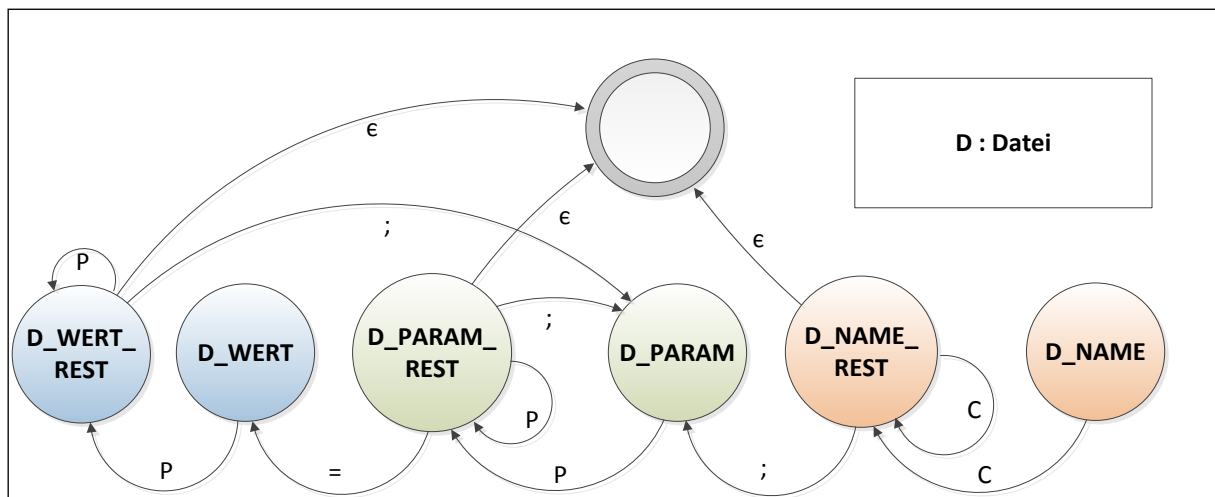 ϵ
D : Datei
ϵ
ϵ
;
P
;
D_WERT_
REST
D_WERT
D_PARAM_
REST
D_PARAM
D_NAME_
REST
D_NAME
P
C
P
=
P
;
C